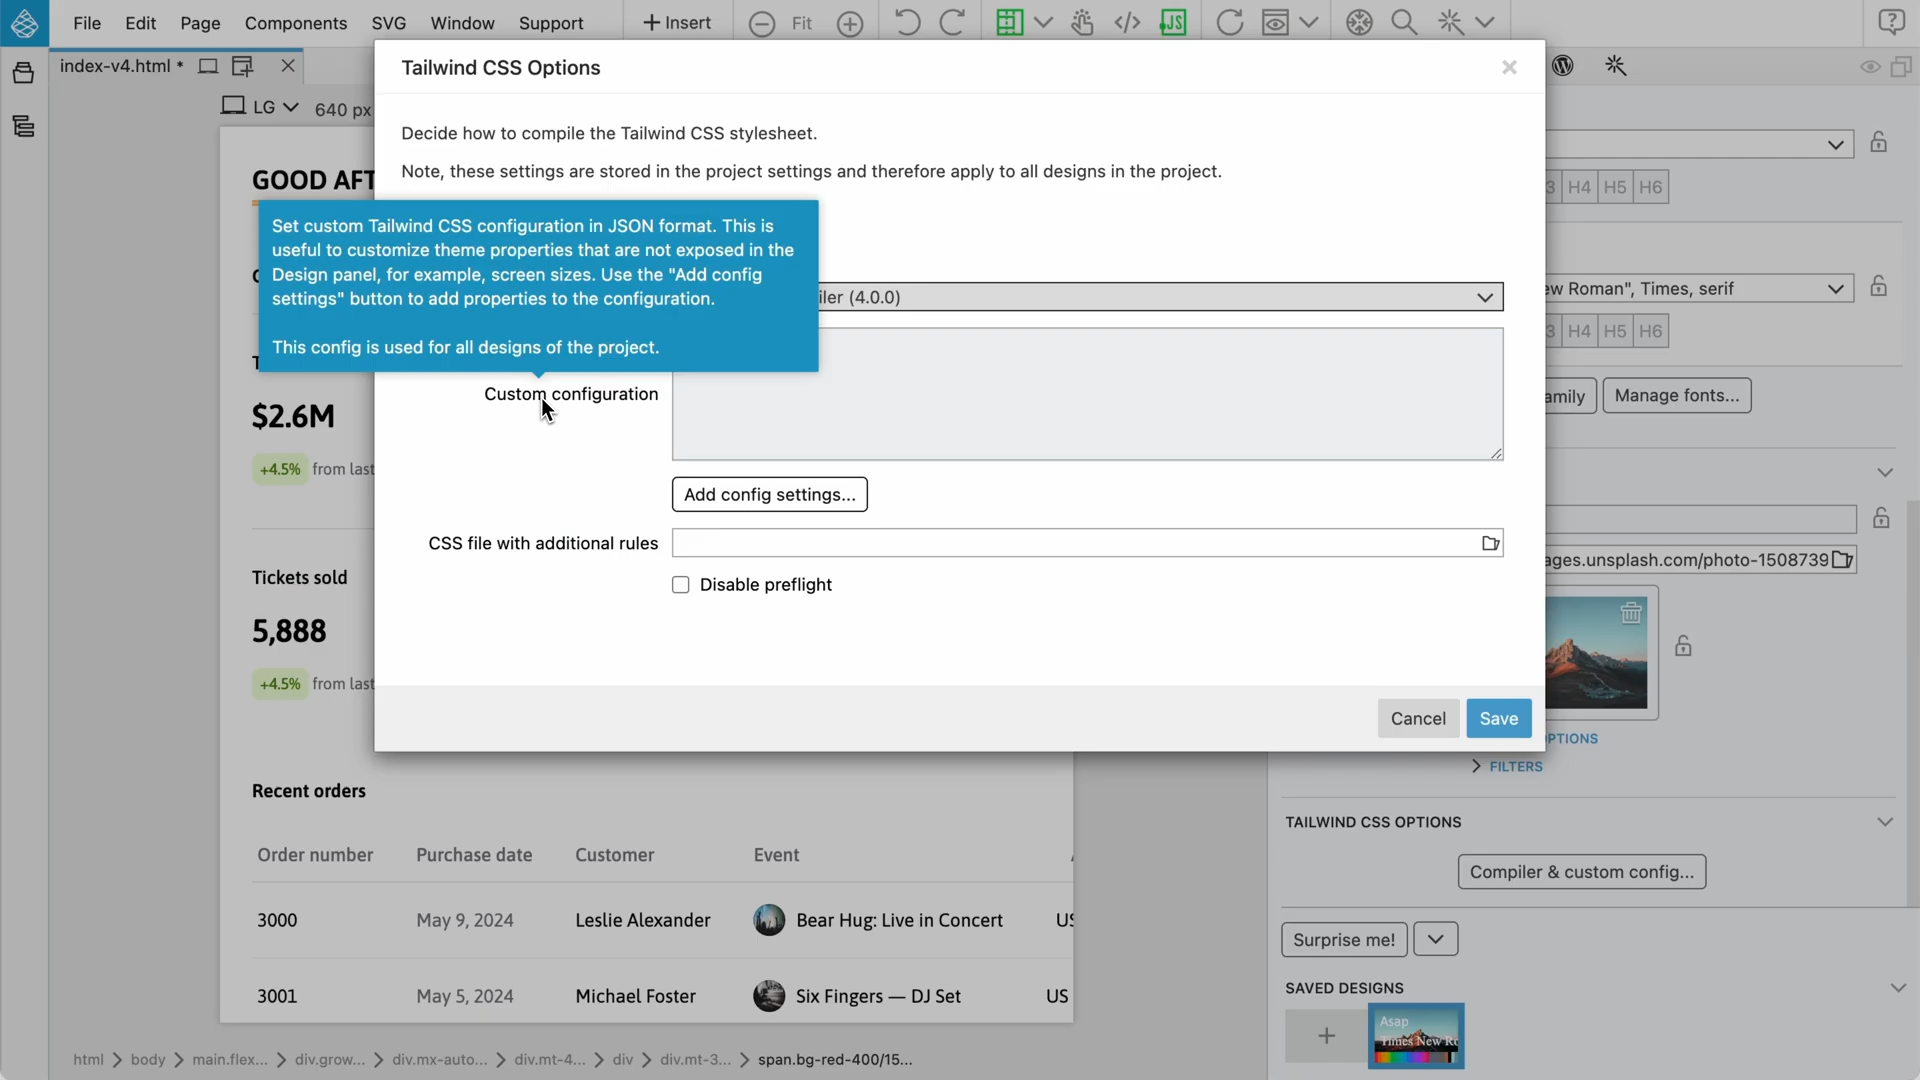 File Edit Page Components SVG Window Support + Insert Fit JS
index-v4.html *
LG 640 px
Tailwind CSS Options
Decide how to compile the Tailwind CSS stylesheet.
Note, these settings are stored in the project settings and therefore apply to all designs in the project.
GOOD AFT
Set custom Tailwind CSS configuration in JSON format. This is
useful to customize theme properties that are not exposed in the
Design panel, for example, screen sizes. Use the "Add config
settings" button to add properties to the configuration.
This config is used for all designs of the project.
iler (4.0.0)
Custom configuration
Add config settings...
CSS file with additional rules
Disable preflight
Cancel Save
3 H4 H5 H6
ew Roman", Times, serif
3 H4 H5 H6
amily Manage fonts...
ages.unsplash.com/photo-1508739
PTIONS
FILTERS
TAILWIND CSS OPTIONS
Compiler & custom config...
Surprise me!
SAVED DESIGNS
+ Asap
Times New Ro
$2.6M
+4.5% from last
Tickets sold
5,888
+4.5% from last
Recent orders
Order number Purchase date Customer Event
3000 May 9, 2024 Leslie Alexander Bear Hug: Live in Concert US
3001 May 5, 2024 Michael Foster Six Fingers — DJ Set US
html body main.flex... div.grow... div.mx-auto... div.mt-4... div div.mt-3... span.bg-red-400/15...